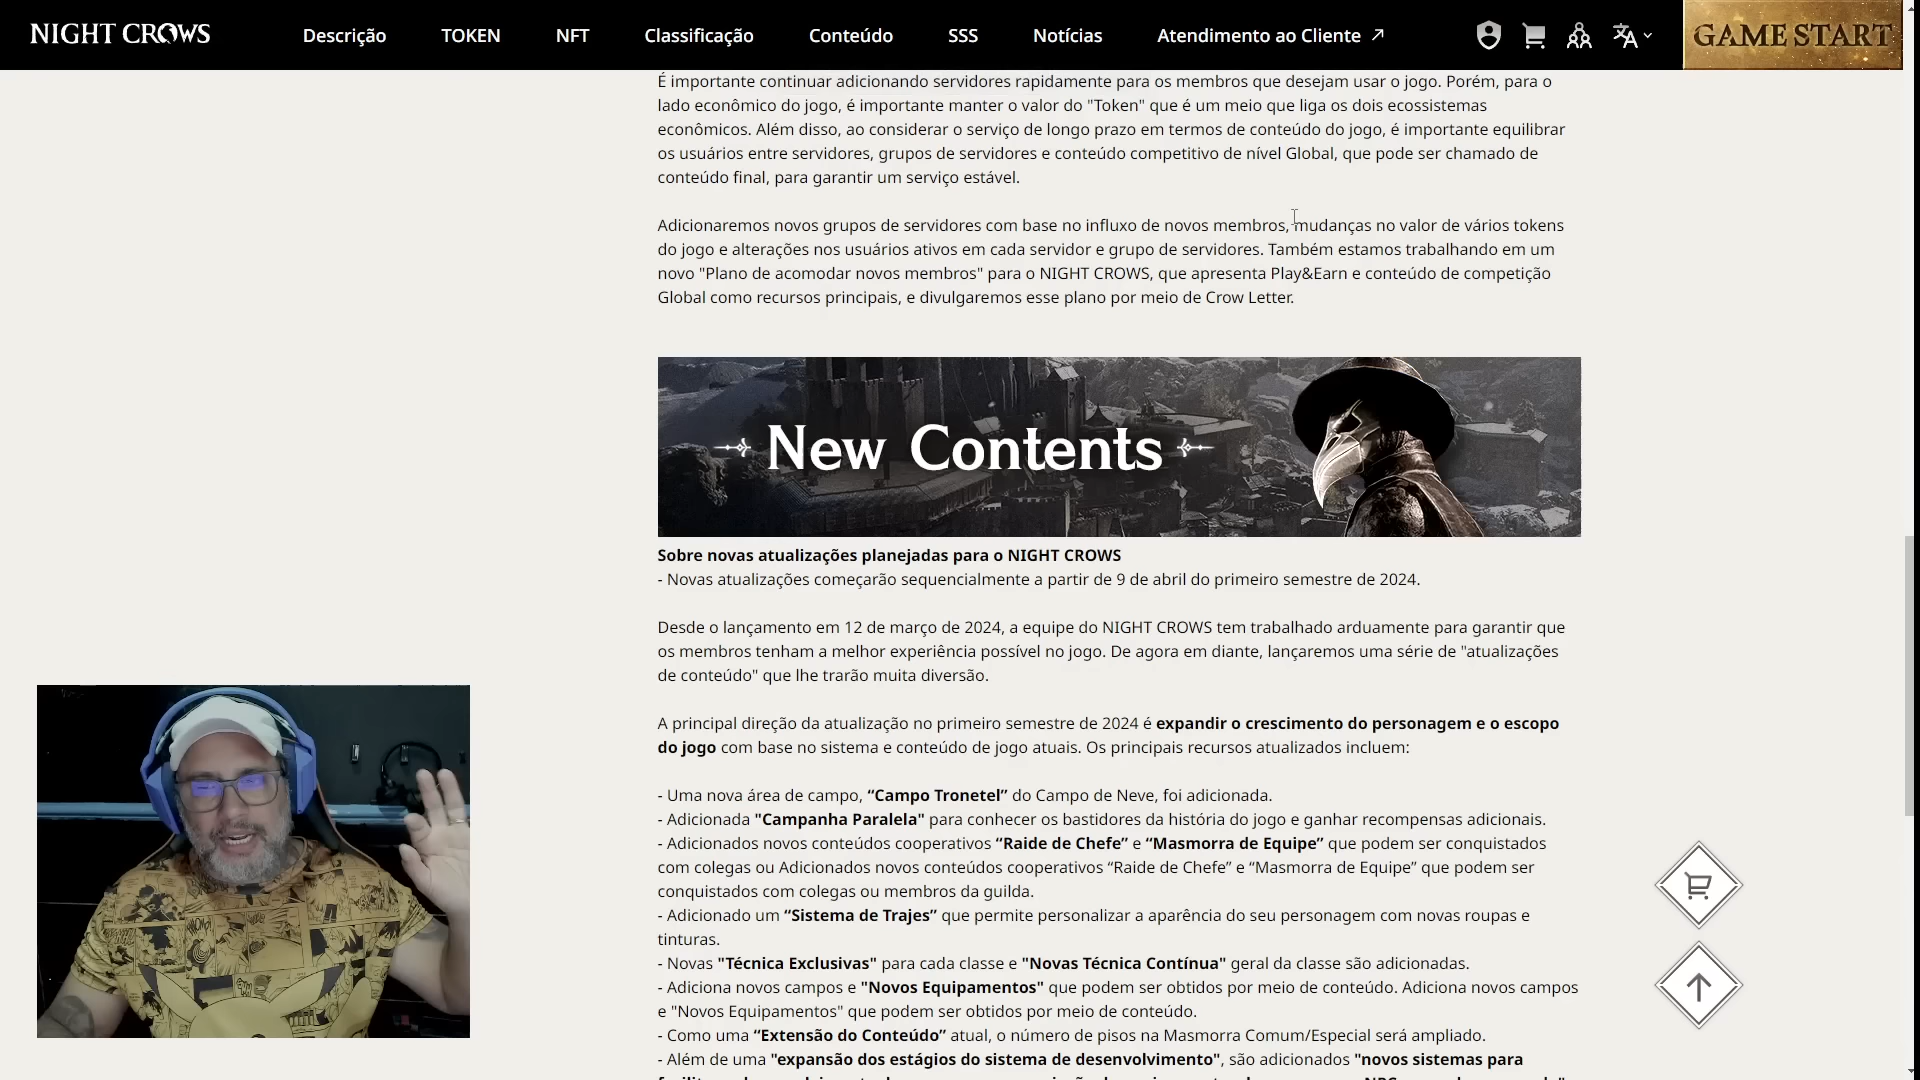 NIGHT CROWS
Descrição TOKEN NFT Classificação Conteúdo SSS Notícias Atendimento ao Cliente
GAME START
É importante continuar adicionando servidores rapidamente para os membros que desejam usar o jogo. Porém, para o
lado econômico do jogo, é importante manter o valor do "Token" que é um meio que liga os dois ecossistemas
econômicos. Além disso, ao considerar o serviço de longo prazo em termos de conteúdo do jogo, é importante equilibrar
os usuários entre servidores, grupos de servidores e conteúdo competitivo de nível Global, que pode ser chamado de
conteúdo final, para garantir um serviço estável.
Adicionaremos novos grupos de servidores com base no influxo de novos membros, mudanças no valor de vários tokens
do jogo e alterações nos usuários ativos em cada servidor e grupo de servidores. Também estamos trabalhando em um
novo "Plano de acomodar novos membros" para o NIGHT CROWS, que apresenta Play&Earn e conteúdo de competição
Global como recursos principais, e divulgaremos esse plano por meio de Crow Letter.
New Contents
Sobre novas atualizações planejadas para o NIGHT CROWS
- Novas atualizações começarão sequencialmente a partir de 9 de abril do primeiro semestre de 2024.
Desde o lançamento em 12 de março de 2024, a equipe do NIGHT CROWS tem trabalhado arduamente para garantir que
os membros tenham a melhor experiência possível no jogo. De agora em diante, lançaremos uma série de "atualizações
de conteúdo" que lhe trarão muita diversão.
A principal direção da atualização no primeiro semestre de 2024 é expandir o crescimento do personagem e o escopo
do jogo com base no sistema e conteúdo de jogo atuais. Os principais recursos atualizados incluem:
- Uma nova área de campo, “Campo Tronetel” do Campo de Neve, foi adicionada.
- Adicionada "Campanha Paralela" para conhecer os bastidores da história do jogo e ganhar recompensas adicionais.
- Adicionados novos conteúdos cooperativos “Raide de Chefe” e “Masmorra de Equipe” que podem ser conquistados
com colegas ou Adicionados novos conteúdos cooperativos “Raide de Chefe” e “Masmorra de Equipe” que podem ser
conquistados com colegas ou membros da guilda.
- Adicionado um “Sistema de Trajes” que permite personalizar a aparência do seu personagem com novas roupas e
tinturas.
- Novas "Técnica Exclusivas" para cada classe e "Novas Técnica Contínua" geral da classe são adicionadas.
- Adiciona novos campos e "Novos Equipamentos" que podem ser obtidos por meio de conteúdo. Adiciona novos campos
e "Novos Equipamentos" que podem ser obtidos por meio de conteúdo.
- Como uma “Extensão do Conteúdo” atual, o número de pisos na Masmorra Comum/Especial será ampliado.
- Além de uma "expansão dos estágios do sistema de desenvolvimento", são adicionados "novos sistemas para